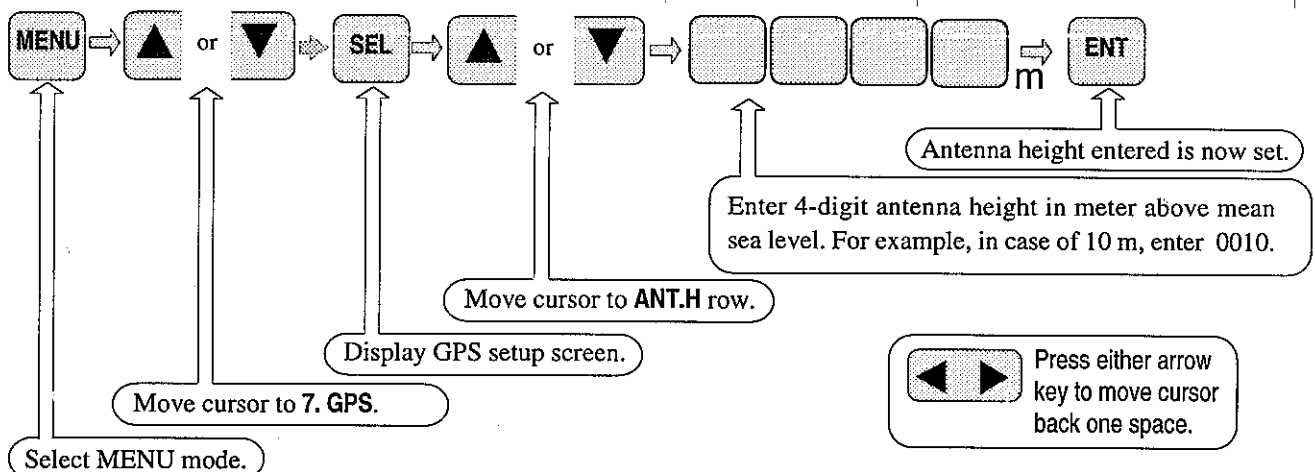 MENU or SEL or m ENT
Antenna height entered is now set.
Enter 4-digit antenna height in meter above mean
sea level. For example, in case of 10 m, enter 0010.
Move cursor to ANT.H row.
Display GPS setup screen.
Move cursor to 7. GPS.
Select MENU mode.
Press either arrow
key to move cursor
back one space.